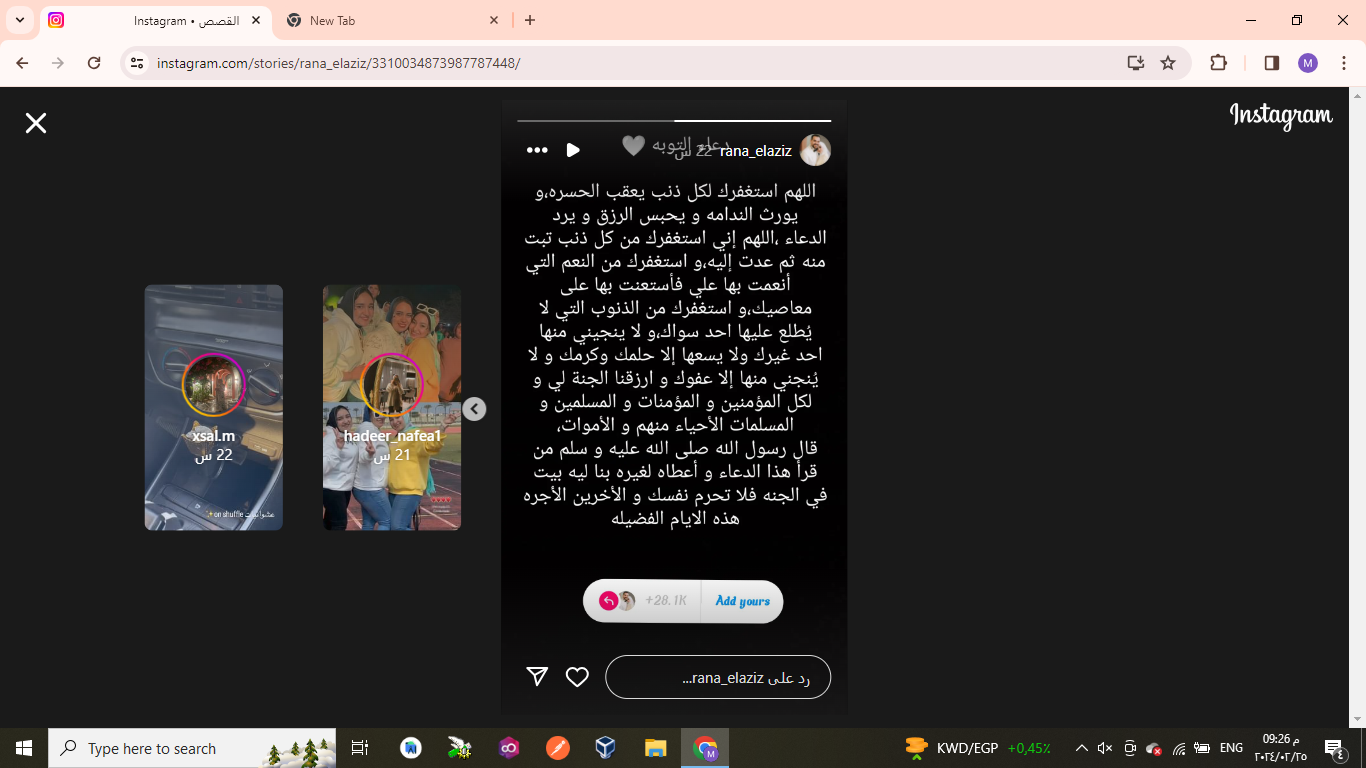 Instagram • القصص
New Tab
instagram.com/stories/rana_elaziz/3310034873987787448/
M
Instagram
rana_elaziz 22 س
دعاء التوبه
اللهم استغفرك لكل ذنب يعقب الحسره،و
يورث الندامه و يحبس الرزق و يرد
الدعاء ،اللهم إني استغفرك من كل ذنب تبت
منه ثم عدت إليه،و استغفرك من النعم التي
أنعمت بها علي فأستعنت بها على
معاصيك،و استغفرك من الذنوب التي لا
يُطلع عليها احد سواك،و لا ينجيني منها
احد غيرك ولا يسعها إلا حلمك وكرمك و لا
يُنجني منها إلا عفوك و ارزقنا الجنة لي و
لكل المؤمنين و المؤمنات و المسلمين و
المسلمات الأحياء منهم و الأموات،
قال رسول الله صلى الله عليه و سلم من
قرأ هذا الدعاء و أعطاه لغيره بنا ليه بيت
في الجنه فلا تحرم نفسك و الأخرين الأجره
هذه الايام الفضيله
+28.1K
Add yours
رد على rana_elaziz...
xsal.m
22 س
عشوائيات on shuffle
hadeer_nafea1
21 س
Type here to search
KWD/EGP +0,45٪
ENG
09:26 م
٢٠٢٤/٠٢/٢٥
٤